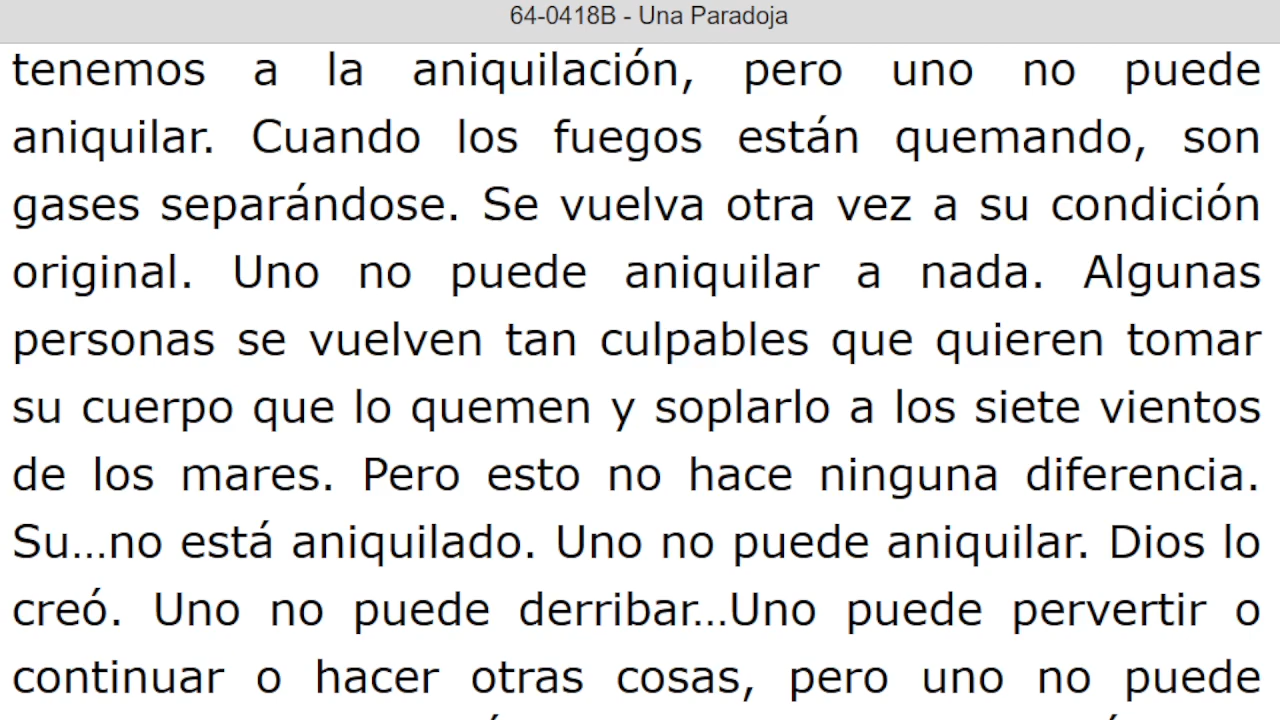 64-0418B - Una Paradoja
tenemos a la aniquilación, pero uno no puede
aniquilar. Cuando los fuegos están quemando, son
gases separándose. Se vuelva otra vez a su condición
original. Uno no puede aniquilar a nada. Algunas
personas se vuelven tan culpables que quieren tomar
su cuerpo que lo quemen y soplarlo a los siete vientos
de los mares. Pero esto no hace ninguna diferencia.
Su...no está aniquilado. Uno no puede aniquilar. Dios lo
creó. Uno no puede derribar...Uno puede pervertir o
continuar o hacer otras cosas, pero uno no puede